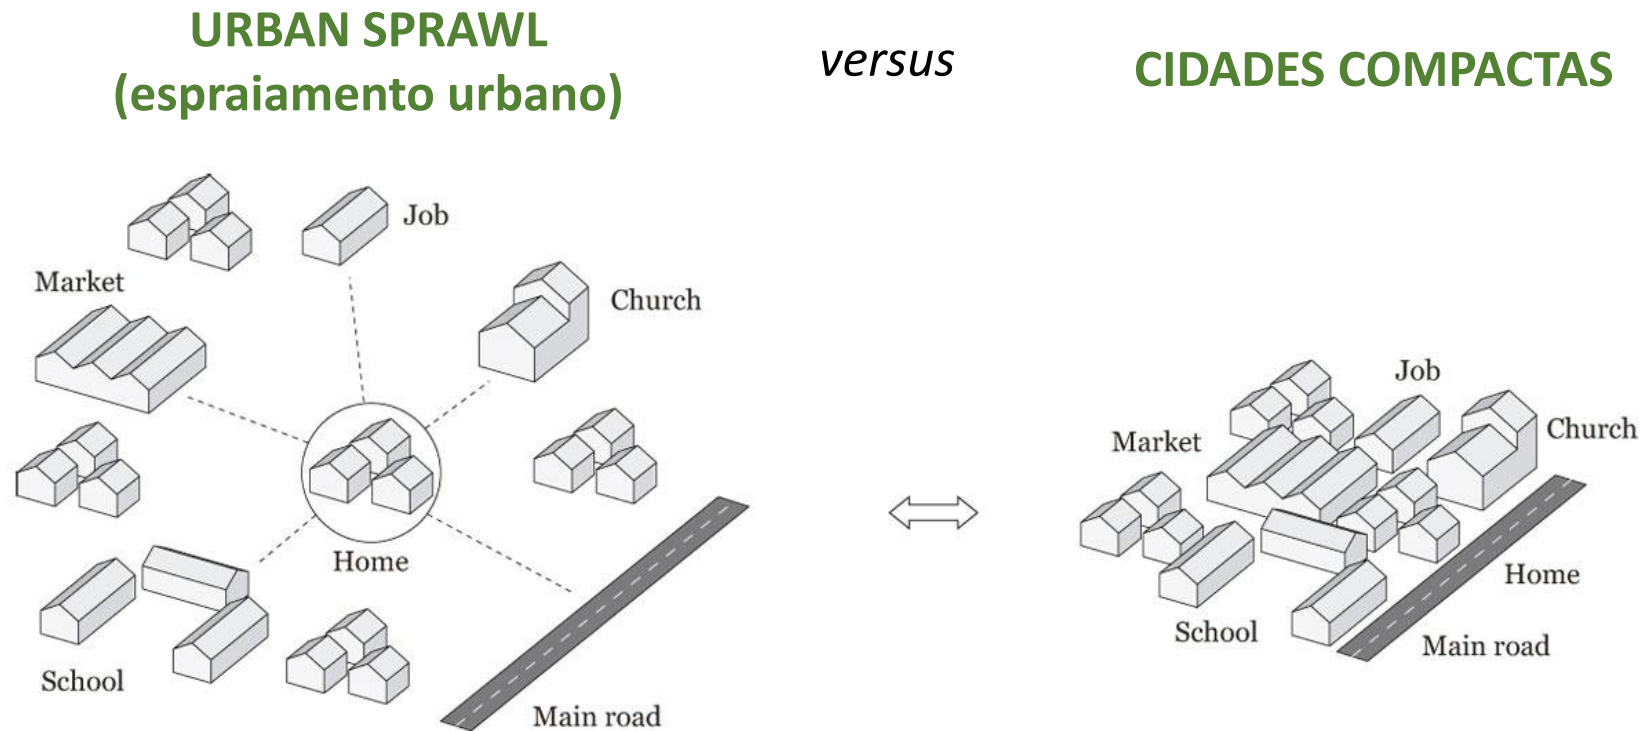 URBAN SPRAWL
(espraiamento urbano)
versus
CIDADES COMPACTAS
Job
Market
Church
Home
School
Main road
Job
Market
Church
Home
School
Main road